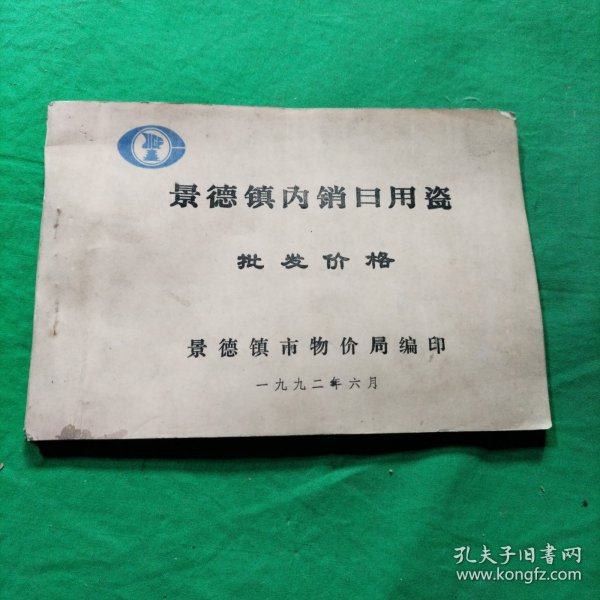 景德镇内销日用瓷
批发价格
景德镇市物价局编印
一九九二年六月
孔夫子旧书网
www.kongfz.com